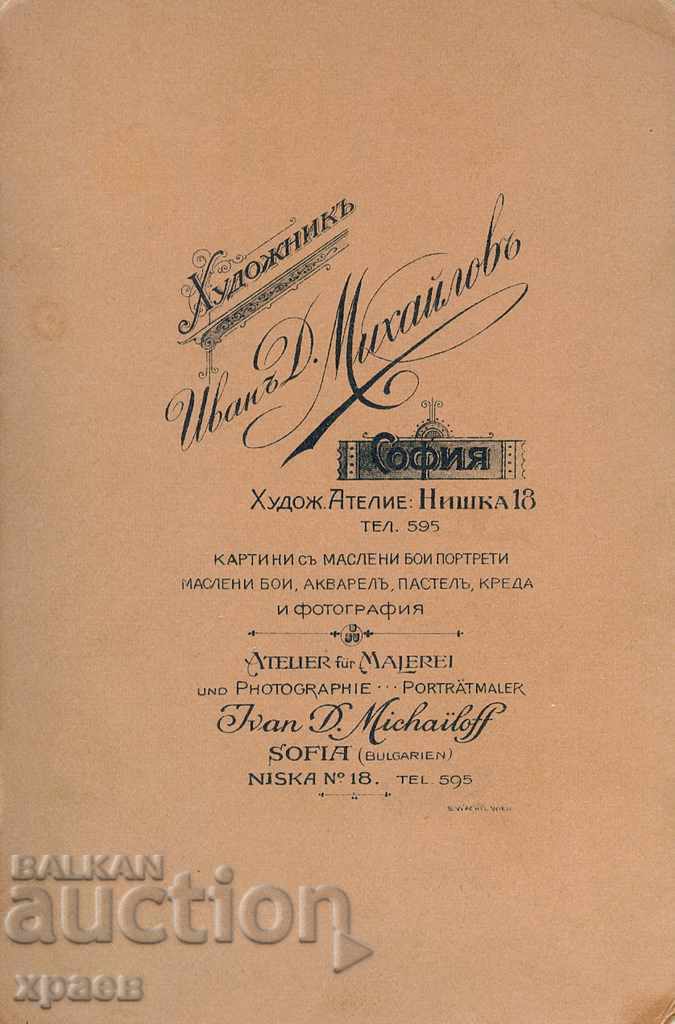 Художникъ
Иванъ Д. Михайловъ
София
Худож. Ателие: Нишка 18
ТЕЛ. 595
КАРТИНИ СЪ МАСЛЕНИ БОИ ПОРТРЕТИ
МАСЛЕНИ БОИ, АКВАРЕЛЪ, ПАСТЕЛЪ, КРЕДА
И ФОТОГРАФИЯ
ATELIER für MALEREI
UND PHOTOGRAPHIE ··· PORTRÄTMALER
Ivan D. Michaïloff
SOFIA (BULGARIEN)
NISKA No 18. TEL. 595
WIEN
BALKAN
auction
храев